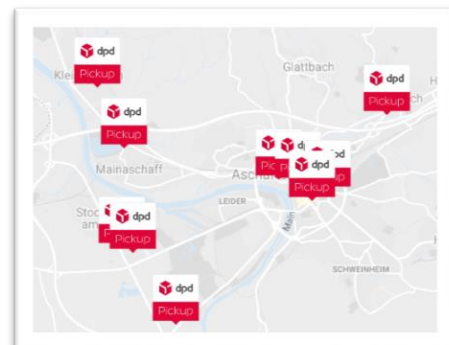 dpd
Pickup
Glattbach
dpd
Pickup
dpd
Pickup
Mainaschaff
dpd
Pickup
LEIDER
dpd
Pickup
Main
SCHWEINHEIM
dpd
Pickup